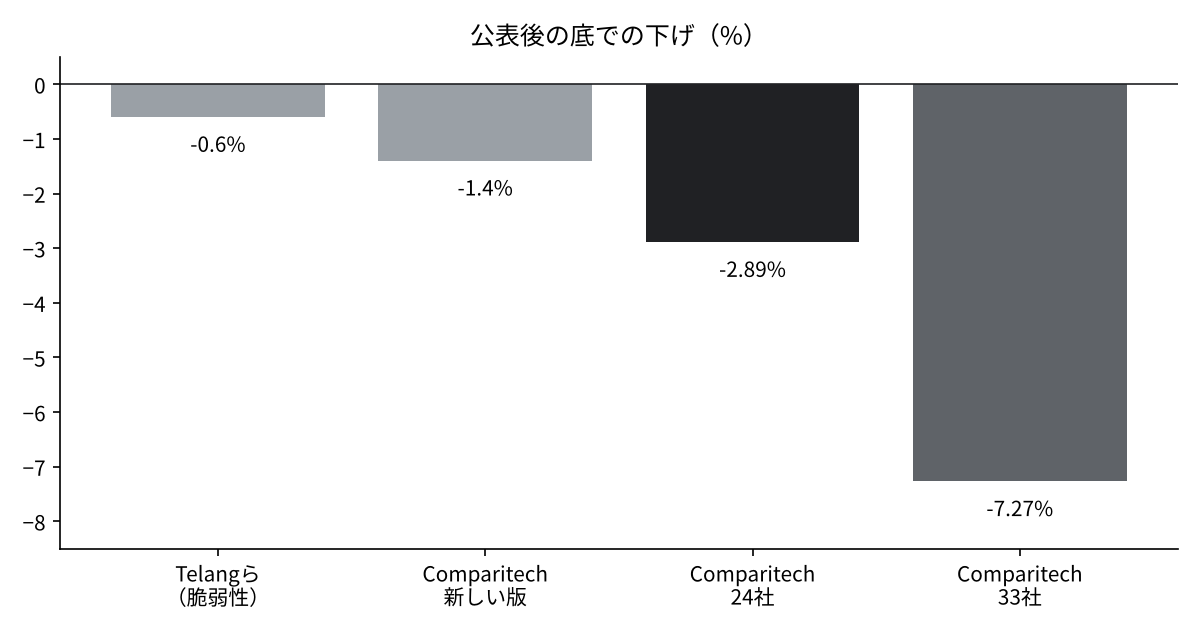 公表後の底での下げ（%）
0
−1
−2
−3
−4
−5
−6
−7
−8
-0.6%
-1.4%
-2.89%
-7.27%
Telangら
（脆弱性）
Comparitech
新しい版
Comparitech
24社
Comparitech
33社